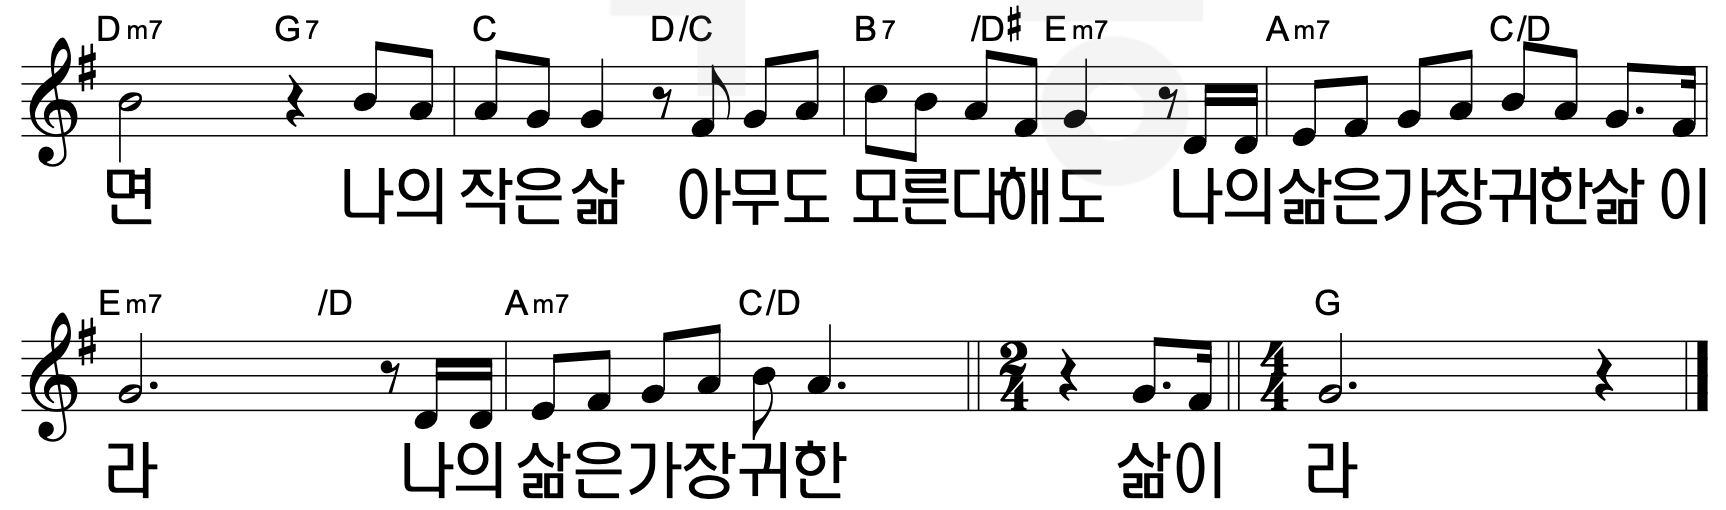 Dm7 G7 C D/C B7 /D# Em7 Am7 C/D
면 나의 작은 삶 아무도 모른다해도 나의삶은가장귀한삶 이
Em7 /D Am7 C/D G
2/4 4/4
라 나의 삶은가장귀한 삶이 라